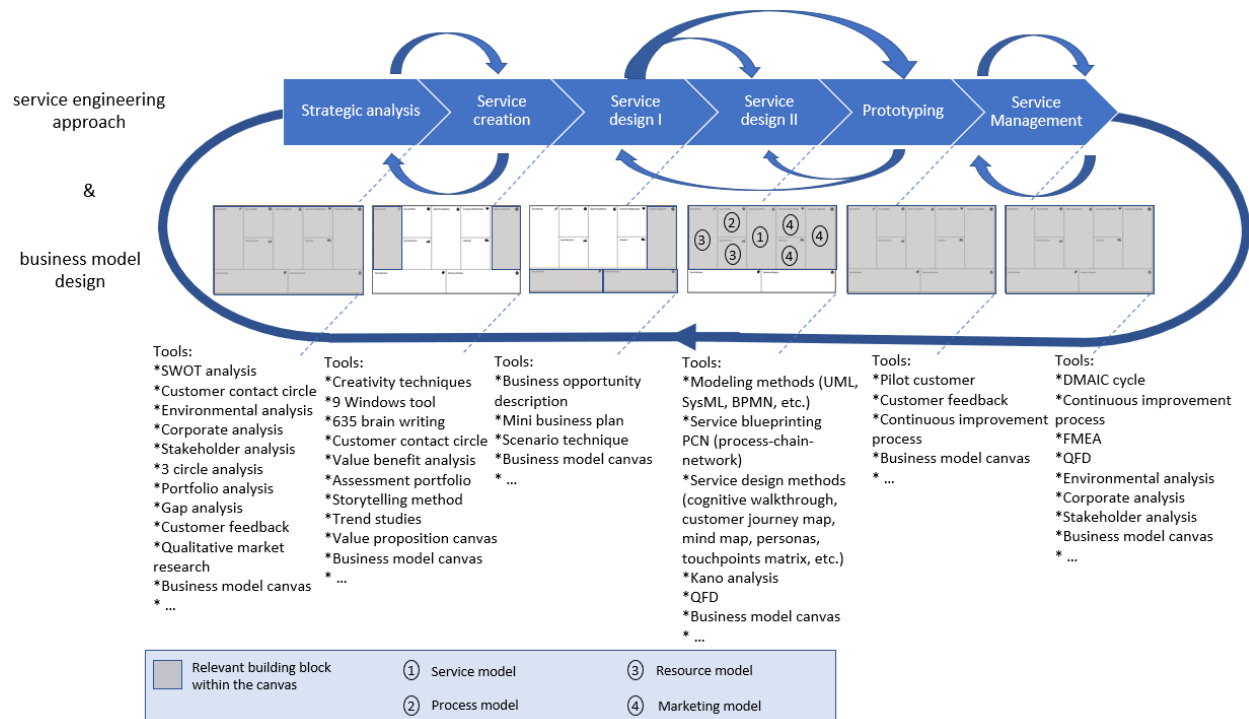 service engineering
approach
&
business model
design
Strategic analysis
Service
creation
Service
design I
Service
design II
Prototyping
Service
Management
2
3
1
4
4
3
4
Tools:
*SWOT analysis
*Customer contact circle
*Environmental analysis
*Corporate analysis
*Stakeholder analysis
*3 circle analysis
*Portfolio analysis
*Gap analysis
*Customer feedback
*Qualitative market
research
*Business model canvas
* ...
Tools:
*Creativity techniques
*9 Windows tool
*635 brain writing
*Customer contact circle
*Value benefit analysis
*Assessment portfolio
*Storytelling method
*Trend studies
*Value proposition canvas
*Business model canvas
* ...
Tools:
*Business opportunity
description
*Mini business plan
*Scenario technique
*Business model canvas
* ...
Tools:
*Modeling methods (UML,
SysML, BPMN, etc.)
*Service blueprinting
PCN (process-chain-
network)
*Service design methods
(cognitive walkthrough,
customer journey map,
mind map, personas,
touchpoints matrix, etc.)
*Kano analysis
*QFD
*Business model canvas
* ...
Tools:
*Pilot customer
*Customer feedback
*Continuous improvement
process
*Business model canvas
* ...
Tools:
*DMAIC cycle
*Continuous improvement
process
*FMEA
*QFD
*Environmental analysis
*Corporate analysis
*Stakeholder analysis
*Business model canvas
* ...
Relevant building block
within the canvas
1 Service model
2 Process model
3 Resource model
4 Marketing model